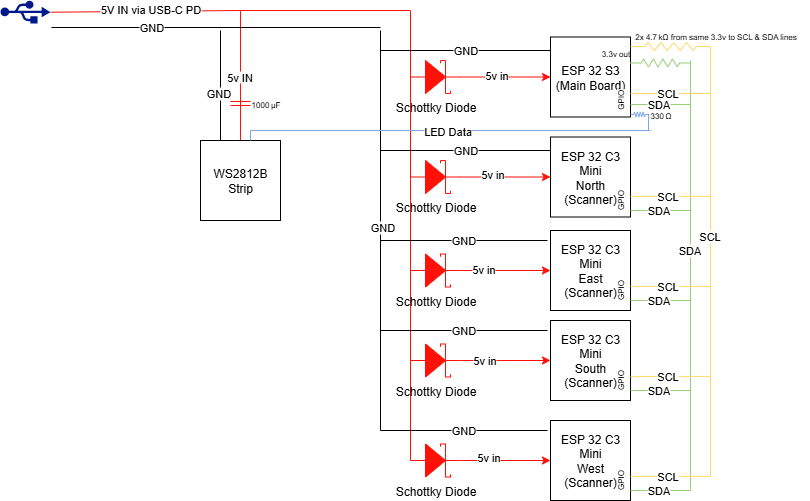 5V IN via USB-C PD
GND
2x 4.7 kΩ from same 3.3v to SCL & SDA lines
3.3v out
GND
ESP 32 S3
(Main Board)
5v in
5v IN
GND
1000 µF
GPIO
SCL
SDA
330 Ω
Schottky Diode
LED Data
WS2812B
Strip
GND
ESP 32 C3
Mini
North
(Scanner)
5v in
GPIO
SCL
SDA
Schottky Diode
GND
SCL
SDA
GND
ESP 32 C3
Mini
East
(Scanner)
5v in
GPIO
SCL
SDA
Schottky Diode
GND
ESP 32 C3
Mini
South
(Scanner)
5v in
GPIO
SCL
SDA
Schottky Diode
GND
ESP 32 C3
Mini
West
(Scanner)
5v in
GPIO
SCL
SDA
Schottky Diode